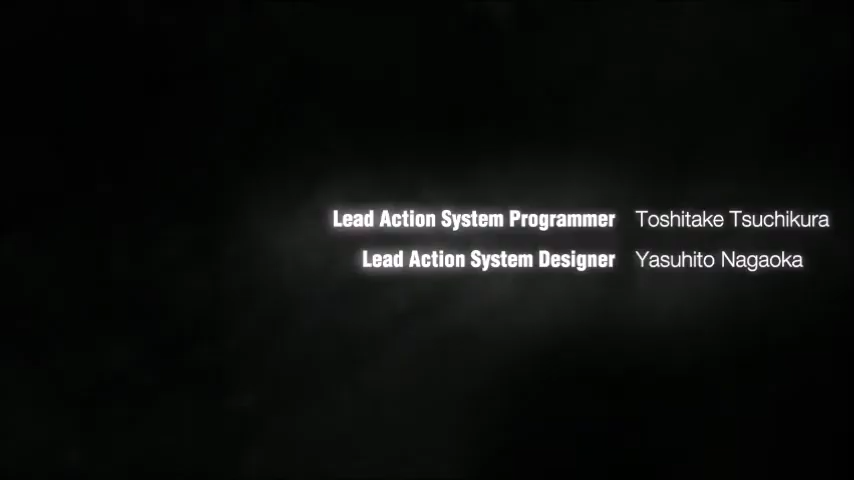 Lead Action System Programmer Toshitake Tsuchikura
Lead Action System Designer Yasuhito Nagaoka